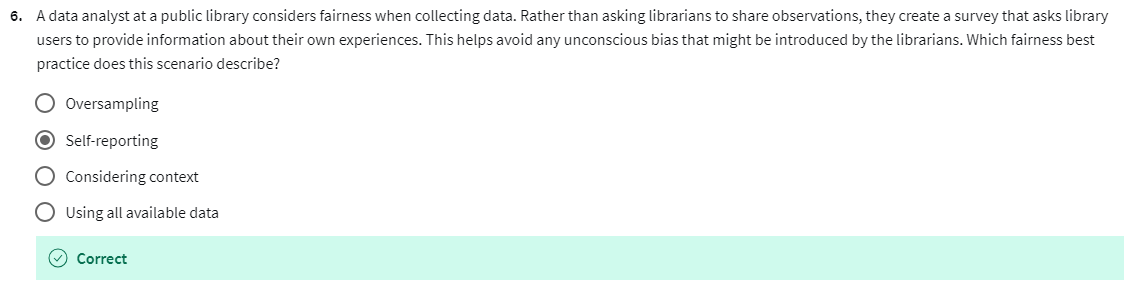 6. A data analyst at a public library considers fairness when collecting data. Rather than asking librarians to share observations, they create a survey that asks library
users to provide information about their own experiences. This helps avoid any unconscious bias that might be introduced by the librarians. Which fairness best
practice does this scenario describe?
Oversampling
Self-reporting
Considering context
Using all available data
Correct